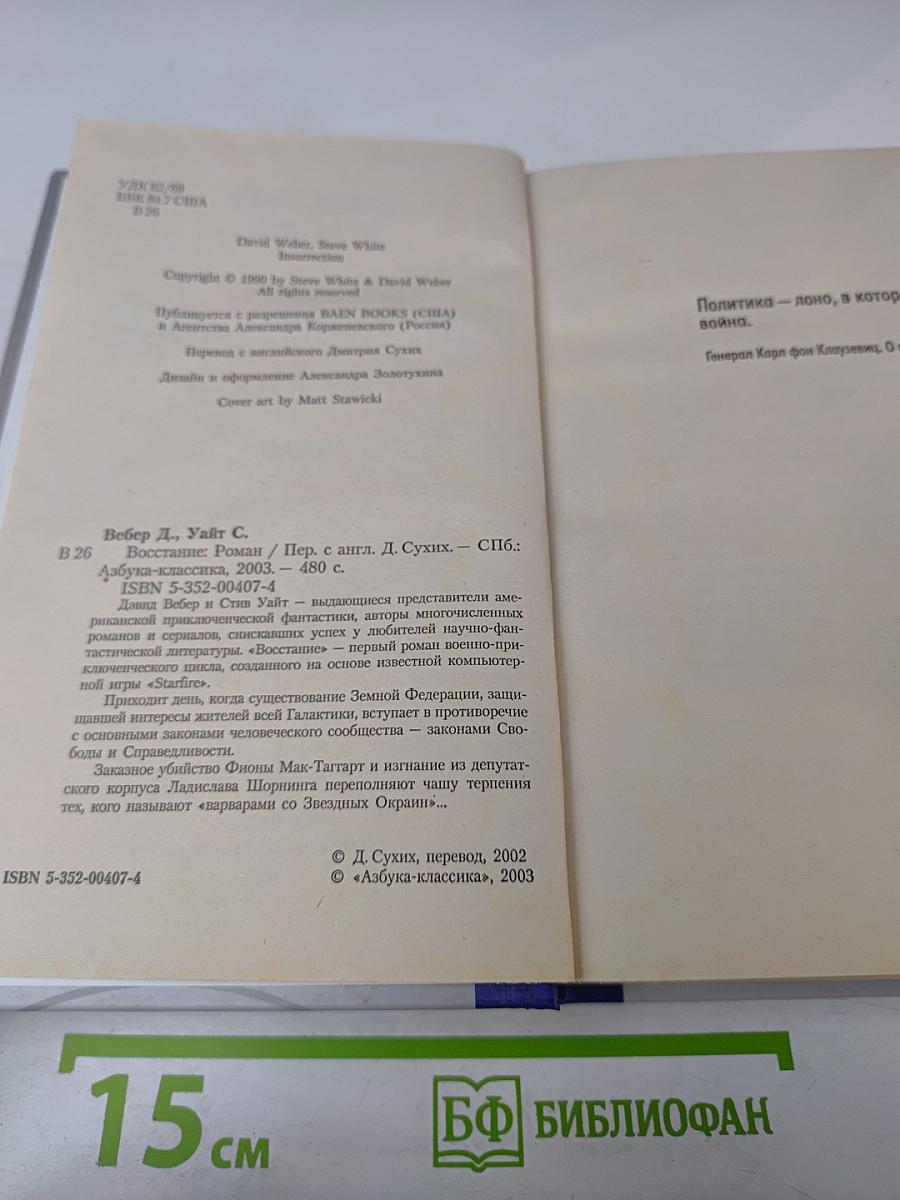 УДК 82/89
ББК 84.7 США
В 26
David Weber, Steve White
Insurrection
Copyright © 1990 by Steve White & David Weber
All rights reserved
Публикуется с разрешения BAEN BOOKS (США)
и Агентства Александра Корженевского (Россия)
Перевод с английского Дмитрия Сухих
Дизайн и оформление Александра Золотухина
Cover art by Matt Stawicki
Вебер Д., Уайт С.
В 26 Восстание: Роман / Пер. с англ. Д. Сухих. — СПб.:
Азбука-классика, 2003. — 480 с.
ISBN 5-352-00407-4
Дэвид Вебер и Стив Уайт — выдающиеся представители аме-
риканской приключенческой фантастики, авторы многочисленных
романов и сериалов, снискавших успех у любителей научно-фан-
тастической литературы. «Восстание» — первый роман военно-при-
ключенческого цикла, созданного на основе известной компьютер-
ной игры «Starfire».
Приходит день, когда существование Земной Федерации, защи-
щавшей интересы жителей всей Галактики, вступает в противоречие
с основными законами человеческого сообщества — законами Сво-
боды и Справедливости.
Заказное убийство Фионы Мак-Таггарт и изгнание из депутат-
ского корпуса Ладислава Шорнинга переполняют чашу терпения
тех, кого называют «варварами со Звездных Окраин»...
© Д. Сухих, перевод, 2002
ISBN 5-352-00407-4 © «Азбука-классика», 2003
Политика — лоно, в котор
война.
Генерал Карл фон Клаузевиц. О
15 см
БФ БИБЛИОФАН